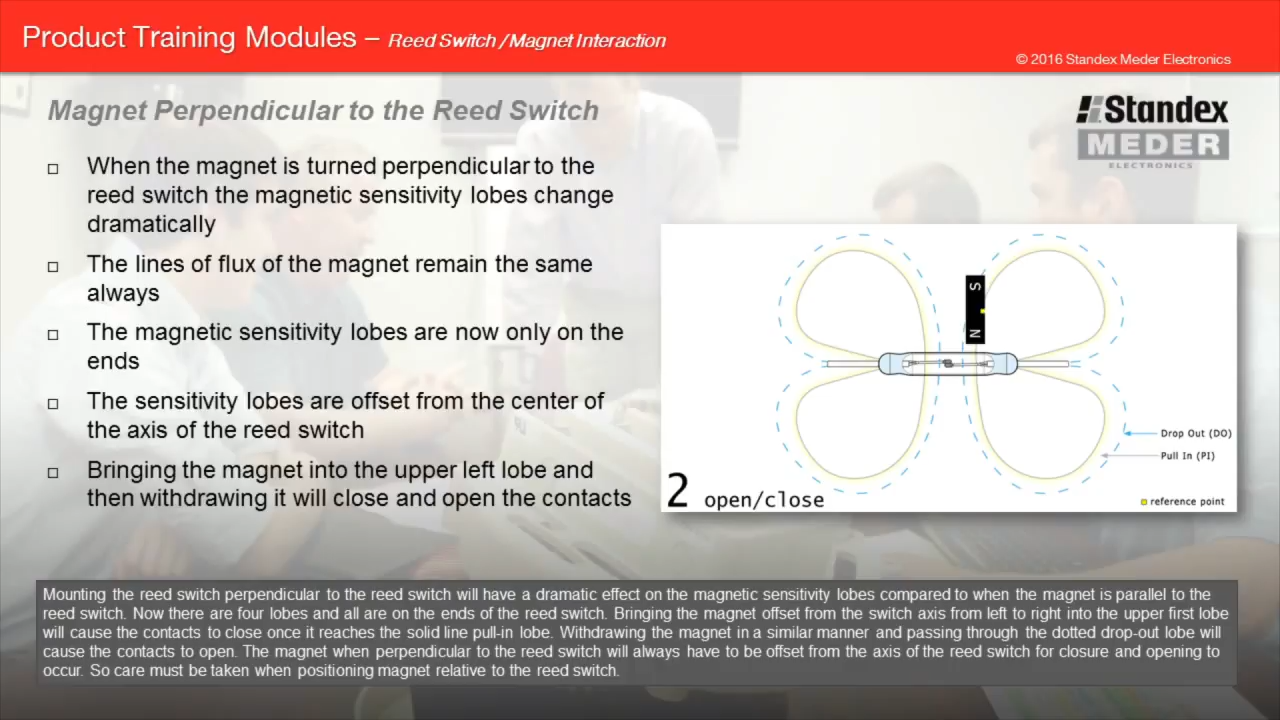 Product Training Modules – Reed Switch / Magnet Interaction
© 2016 Standex Meder Electronics
Magnet Perpendicular to the Reed Switch
Standex
MEDER
ELECTRONICS
When the magnet is turned perpendicular to the
reed switch the magnetic sensitivity lobes change
dramatically
The lines of flux of the magnet remain the same
always
The magnetic sensitivity lobes are now only on the
ends
The sensitivity lobes are offset from the center of
the axis of the reed switch
Bringing the magnet into the upper left lobe and
then withdrawing it will close and open the contacts
S
N
Drop Out (DO)
Pull In (PI)
2 open/close
reference point
Mounting the reed switch perpendicular to the reed switch will have a dramatic effect on the magnetic sensitivity lobes compared to when the magnet is parallel to the
reed switch. Now there are four lobes and all are on the ends of the reed switch. Bringing the magnet offset from the switch axis from left to right into the upper first lobe
will cause the contacts to close once it reaches the solid line pull-in lobe. Withdrawing the magnet in a similar manner and passing through the dotted drop-out lobe will
cause the contacts to open. The magnet when perpendicular to the reed switch will always have to be offset from the axis of the reed switch for closure and opening to
occur. So care must be taken when positioning magnet relative to the reed switch.